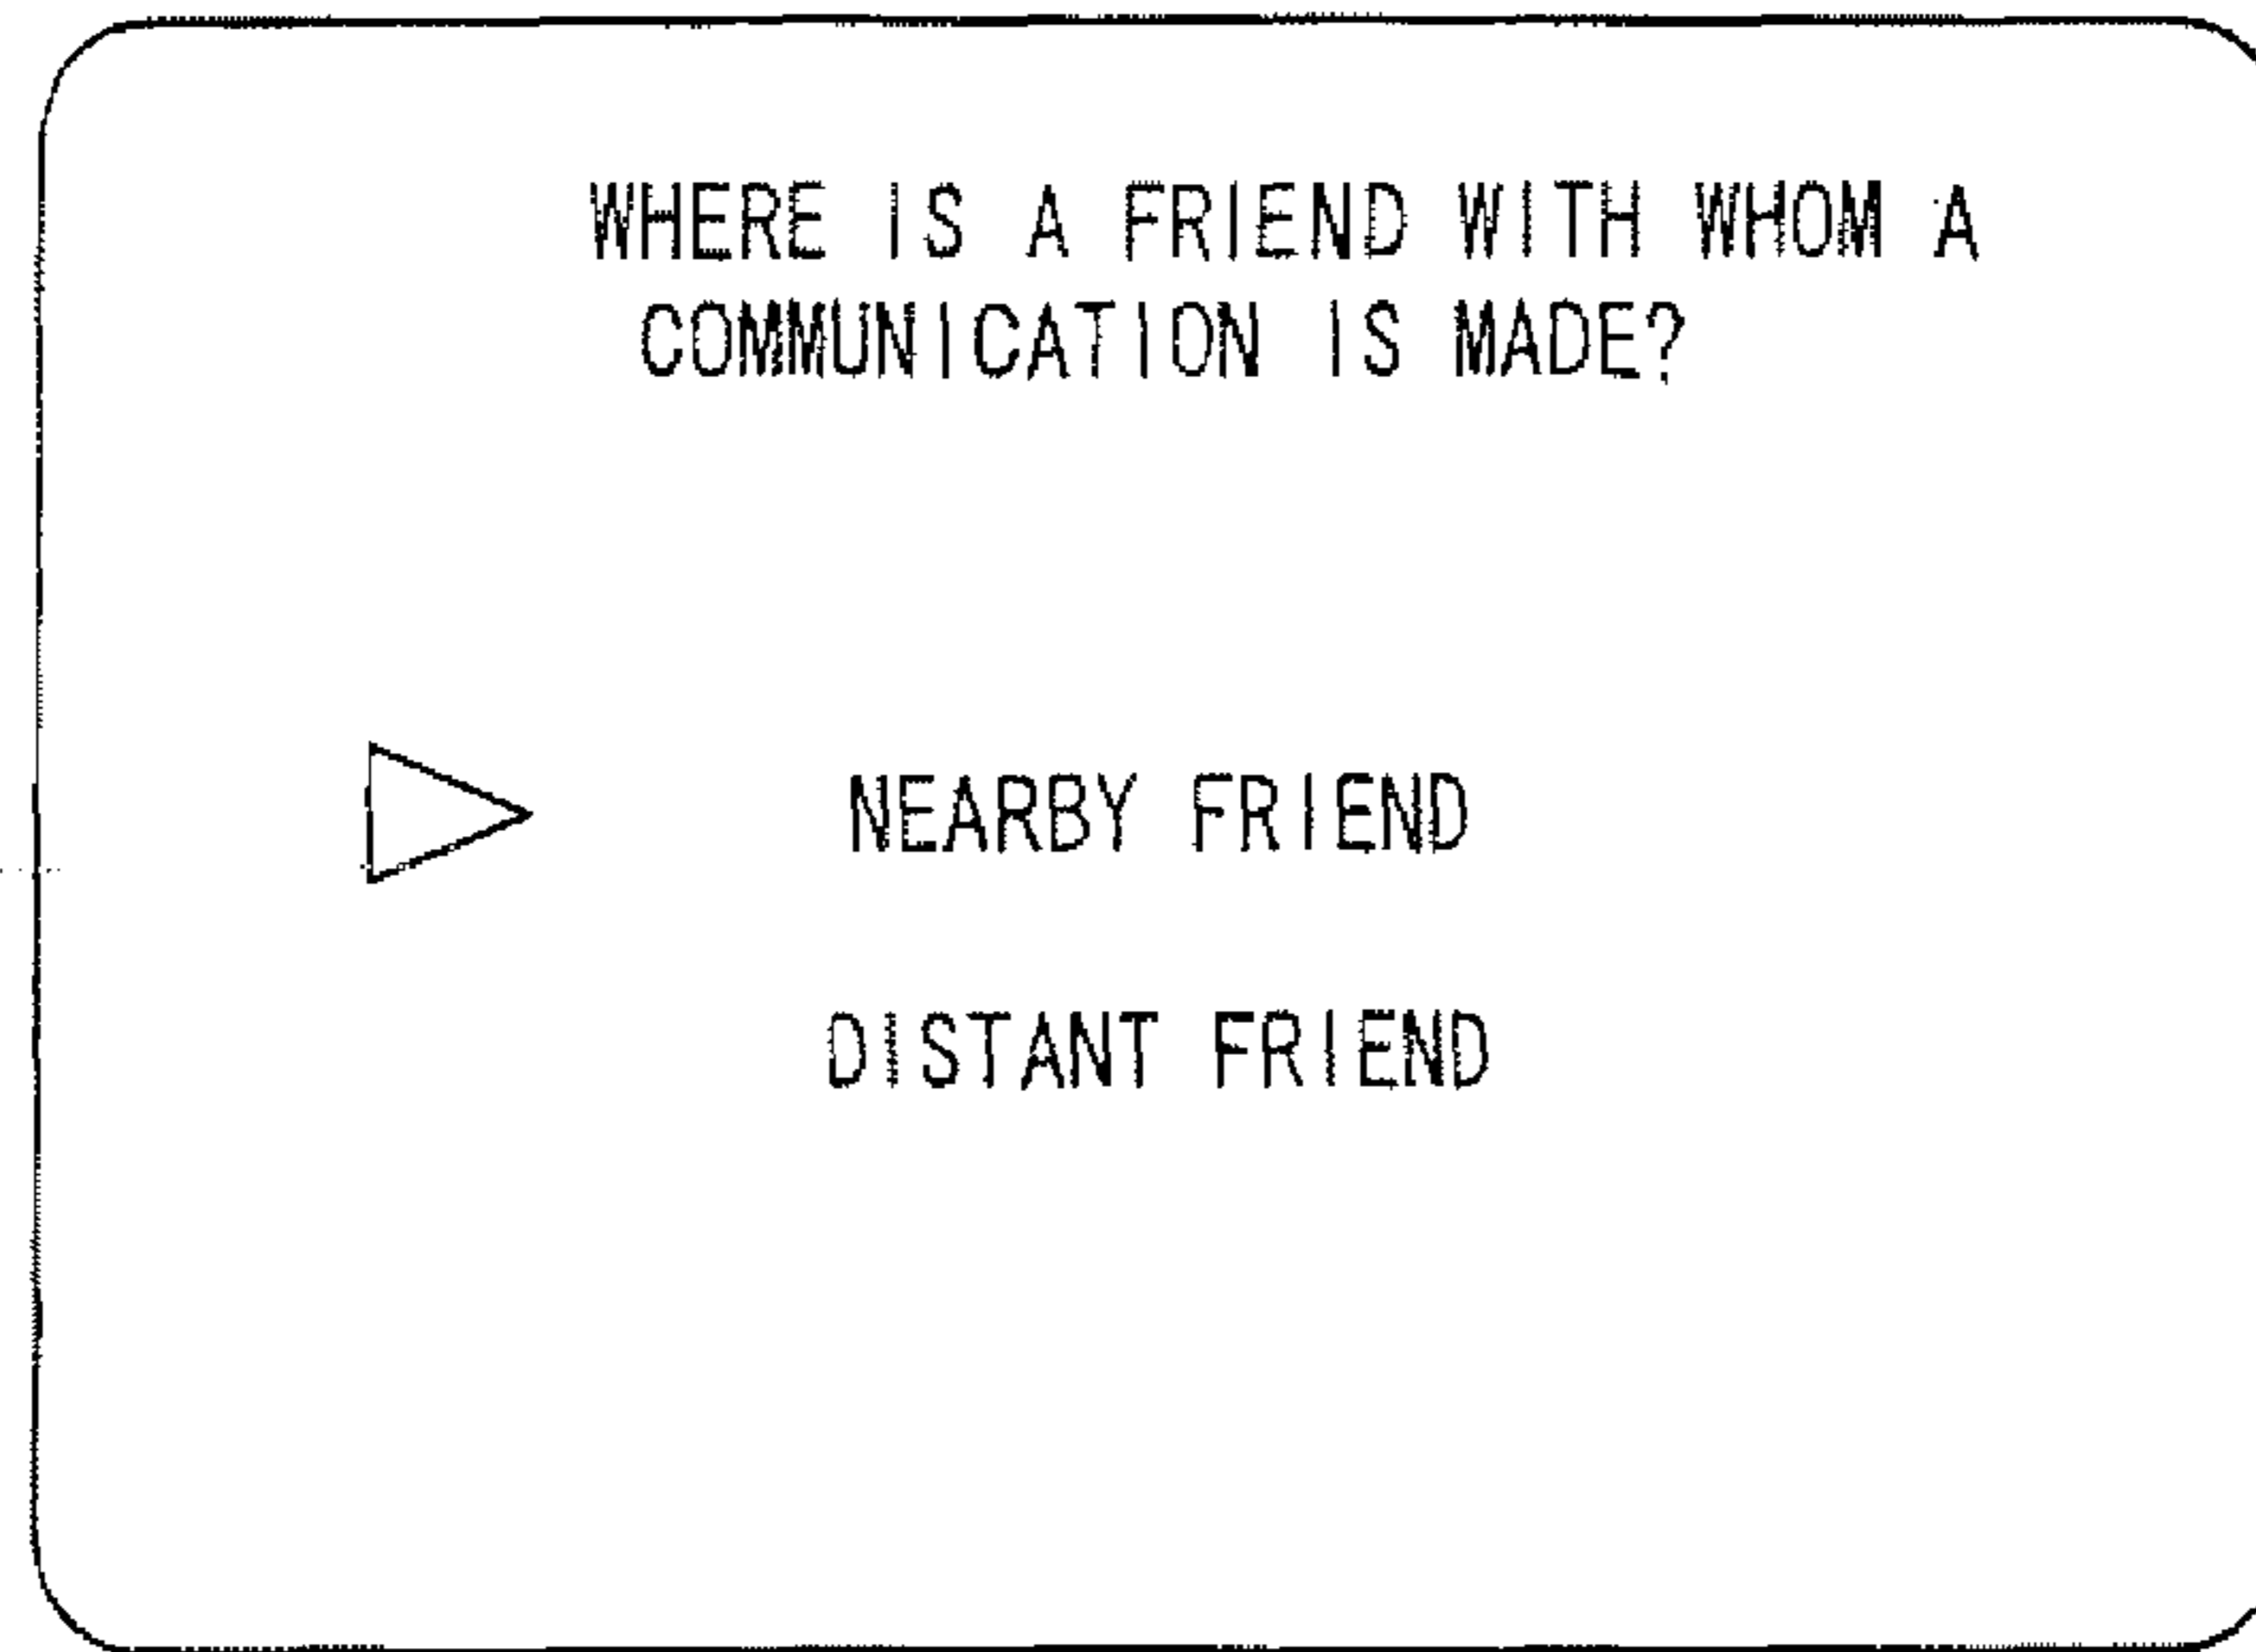 WHERE IS A FRIEND WITH WHOM A
COMMUNICATION IS MADE?
NEARBY FRIEND
DISTANT FRIEND